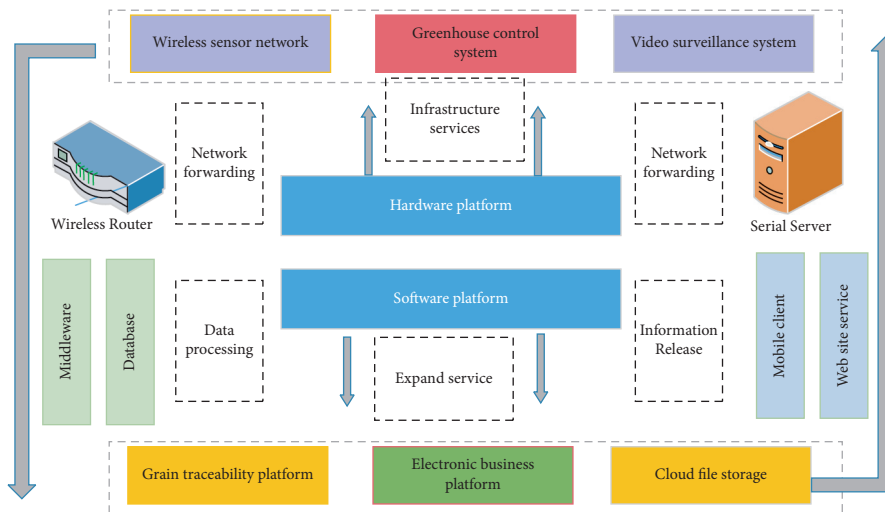 Wireless sensor network
Greenhouse control
system
Video surveillance system
Infrastructure
services
Network
forwarding
Network
forwarding
Wireless Router
Hardware platform
Serial Server
Middleware
Database
Data
processing
Software platform
Information
Release
Mobile client
Web site service
Expand service
Grain traceability platform
Electronic business
platform
Cloud file storage